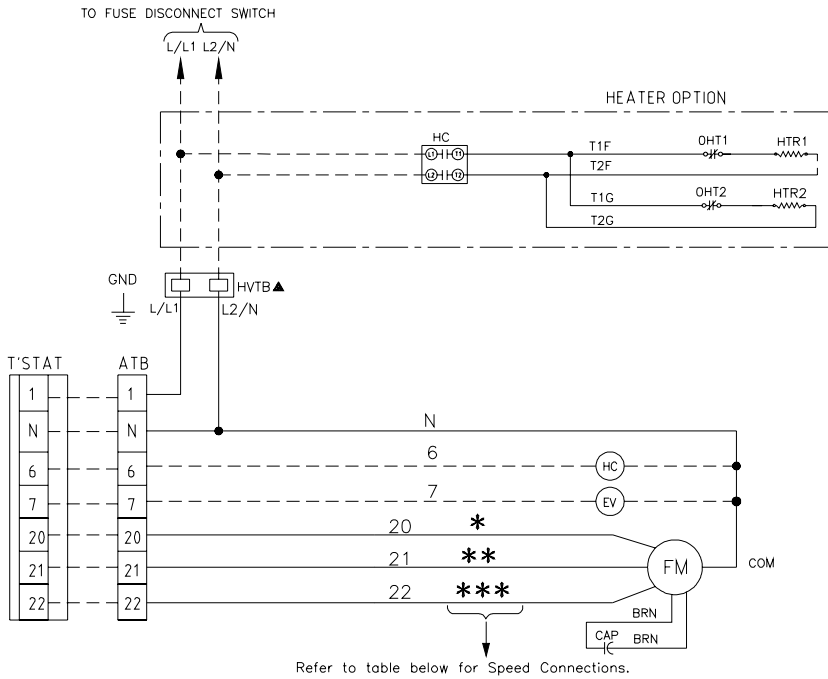 TO FUSE DISCONNECT SWITCH
L/L1 L2/N
HEATER OPTION
HC
L1 T1
L2 T2
T1F OHT1 HTR1
T2F
T1G OHT2 HTR2
T2G
GND
HVTB▲
L/L1 L2/N
T'STAT ATB
1 1
N N N
6 6 6 HC
7 7 7 EV
20 20 20 *
21 21 21 ** FM COM
22 22 22 ***
BRN
CAP BRN
Refer to table below for Speed Connections.